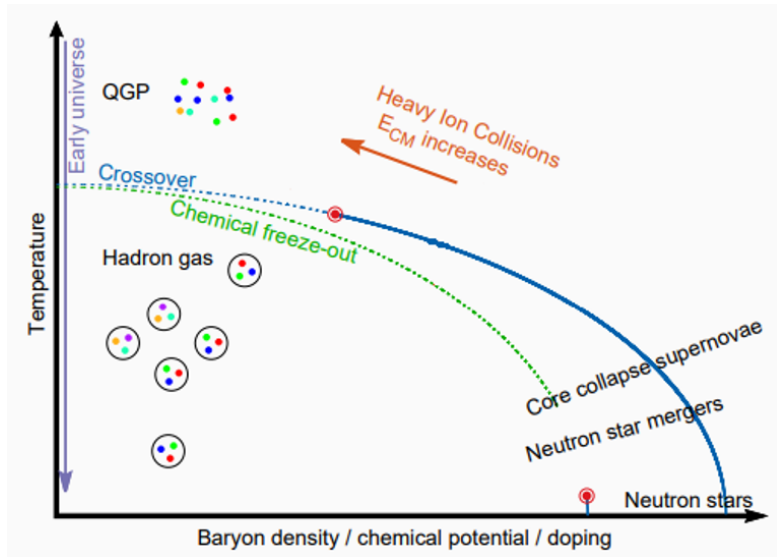 Early universe
QGP
Heavy Ion Collisions
E_CM increases
Crossover
Chemical freeze-out
Hadron gas
Temperature
Core collapse supernovae
Neutron star mergers
Neutron stars
Baryon density / chemical potential / doping